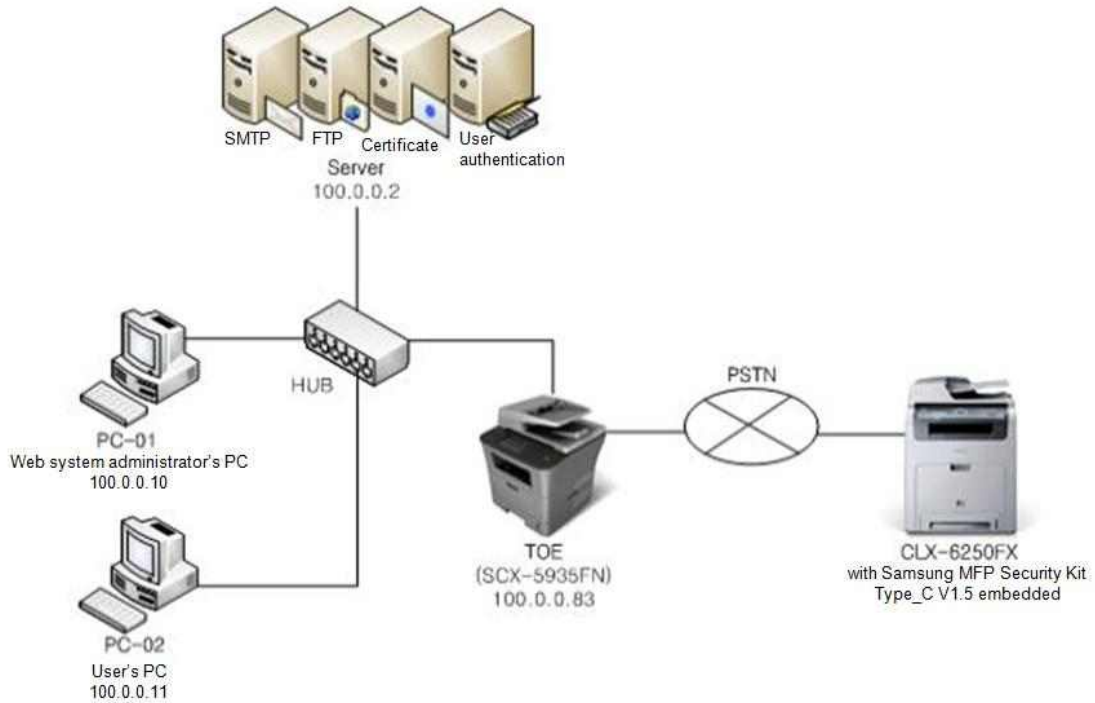 SMTP
FTP
Certificate
User
authentication
Server
100.0.0.2
HUB
PC-01
Web system administrator's PC
100.0.0.10
PSTN
TOE
(SCX-5935FN)
100.0.0.83
CLX-6250FX
with Samsung MFP Security Kit
Type_C V1.5 embedded
PC-02
User's PC
100.0.0.11